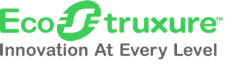 EcoStruxure™
Innovation At Every Level